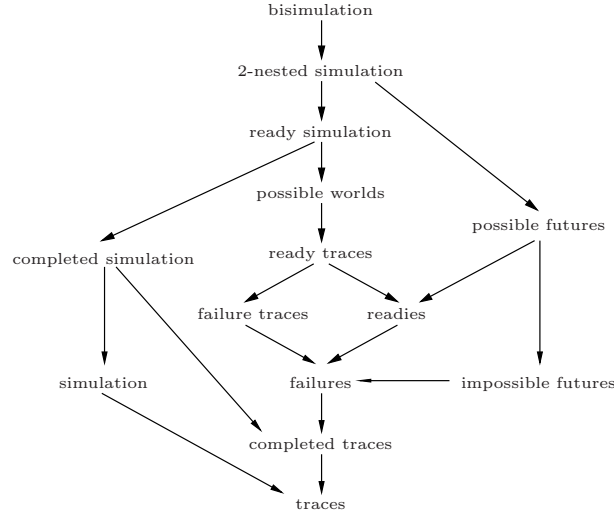 bisimulation
2-nested simulation
ready simulation
possible worlds
possible futures
ready traces
completed simulation
failure traces
readies
simulation
failures
impossible futures
completed traces
traces